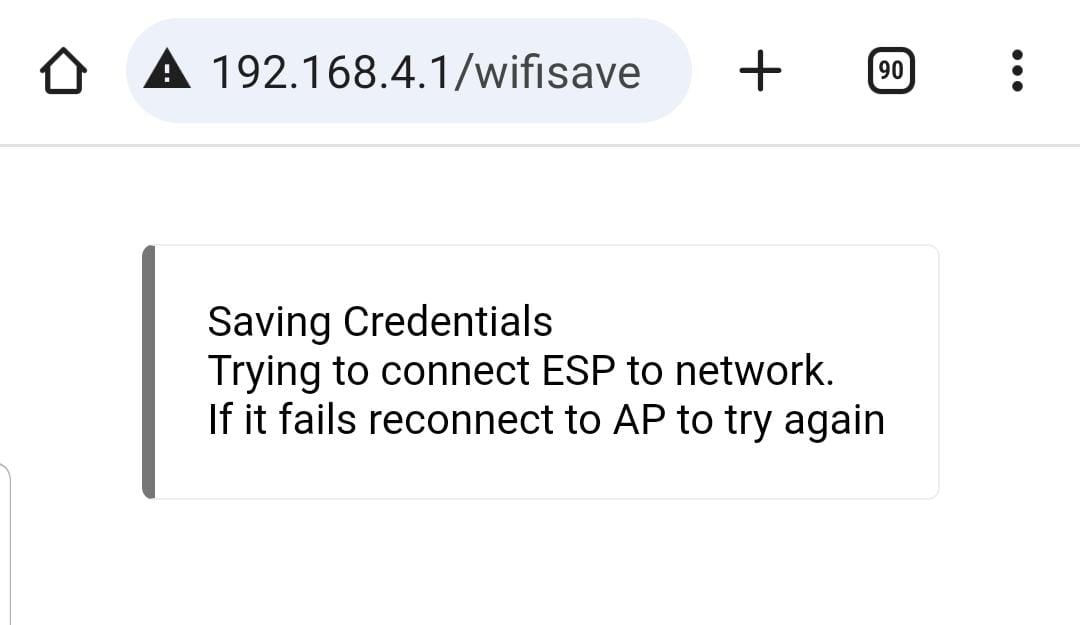 192.168.4.1/wifisave
90
Saving Credentials
Trying to connect ESP to network.
If it fails reconnect to AP to try again